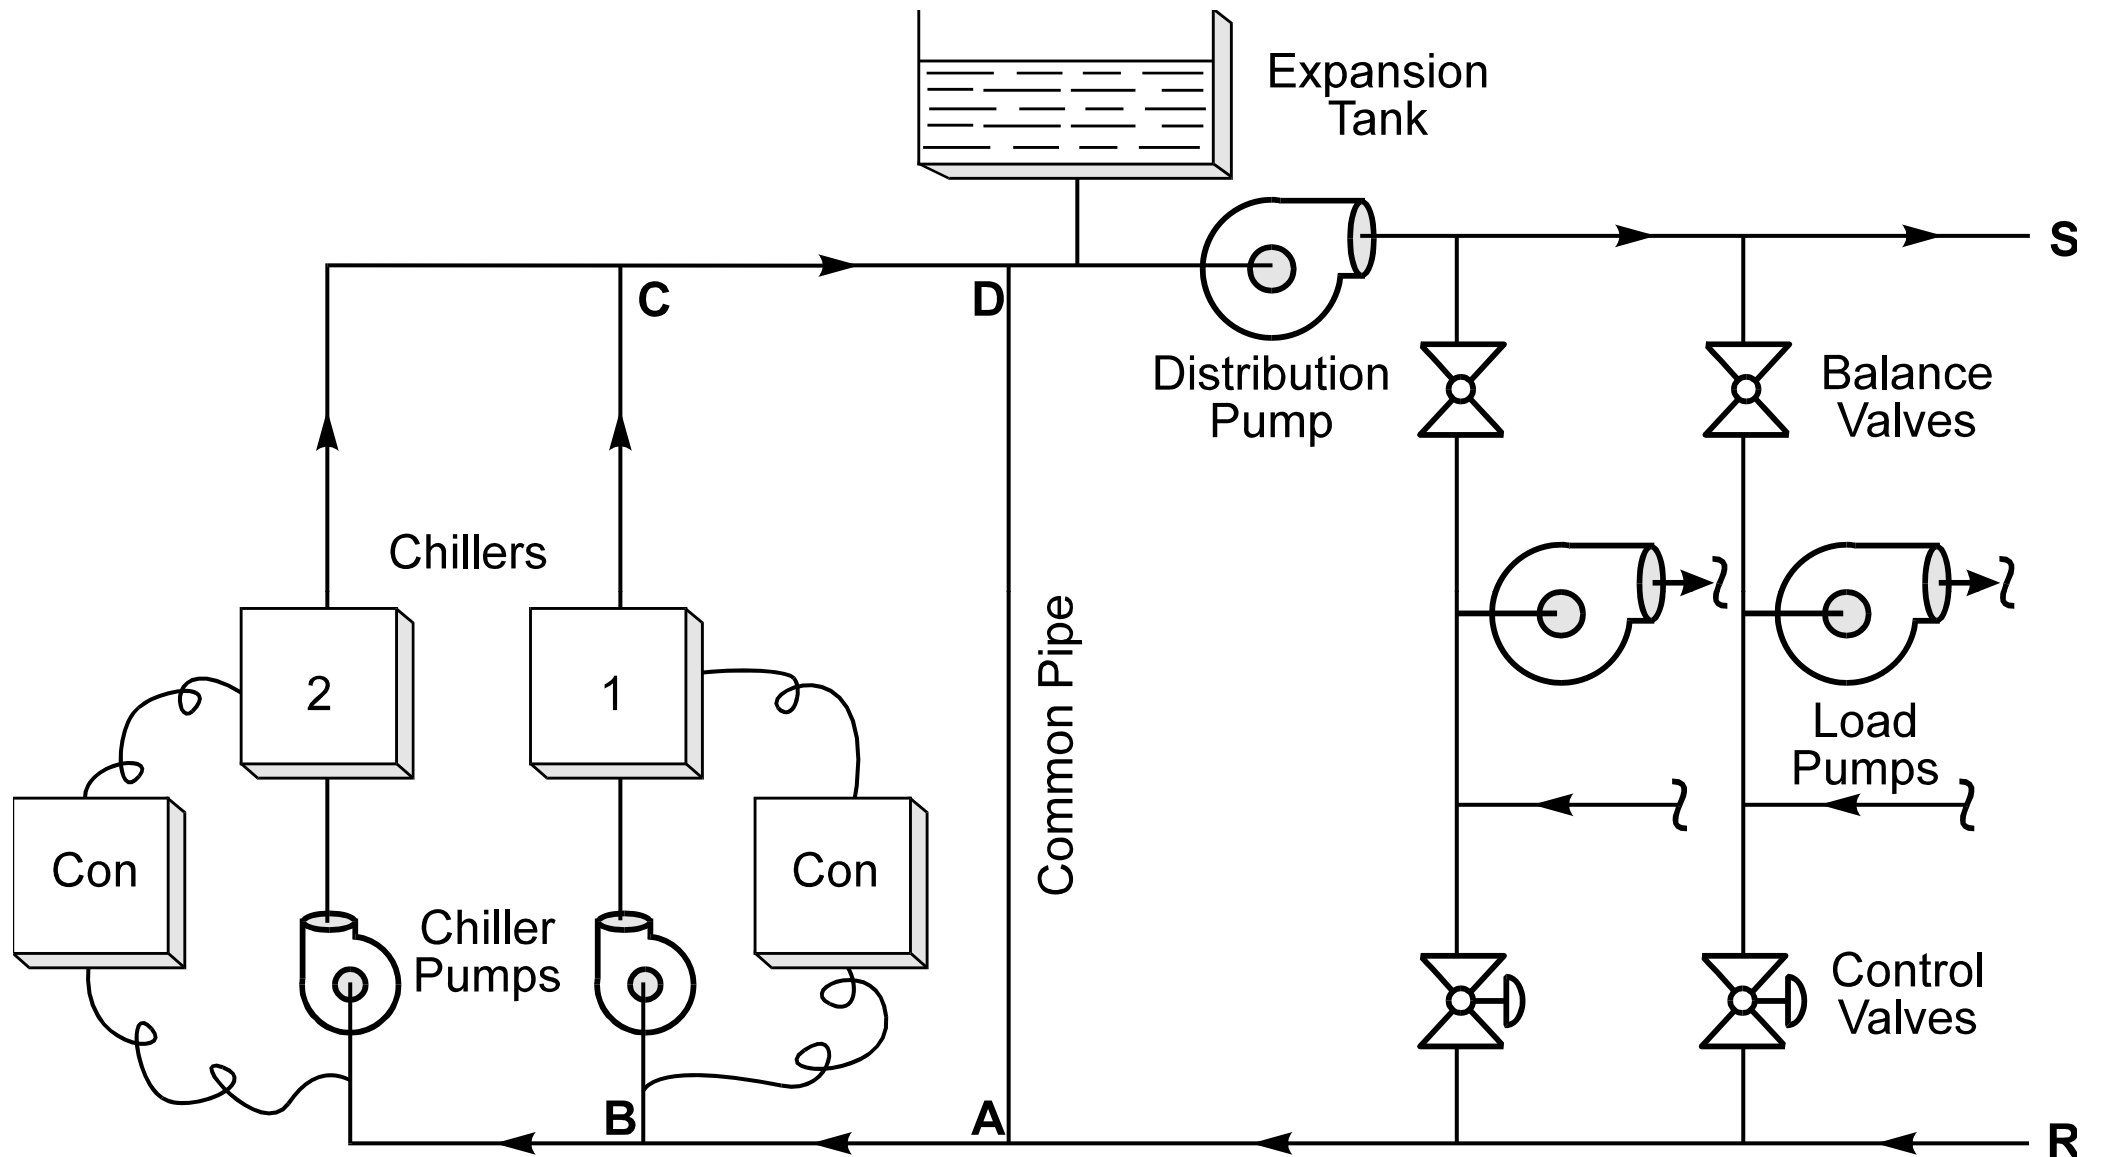 Expansion
Tank
S
C
D
Distribution
Pump
Balance
Valves
Chillers
Common Pipe
2
1
Load
Pumps
Con
Con
Chiller
Pumps
Control
Valves
B
A
R